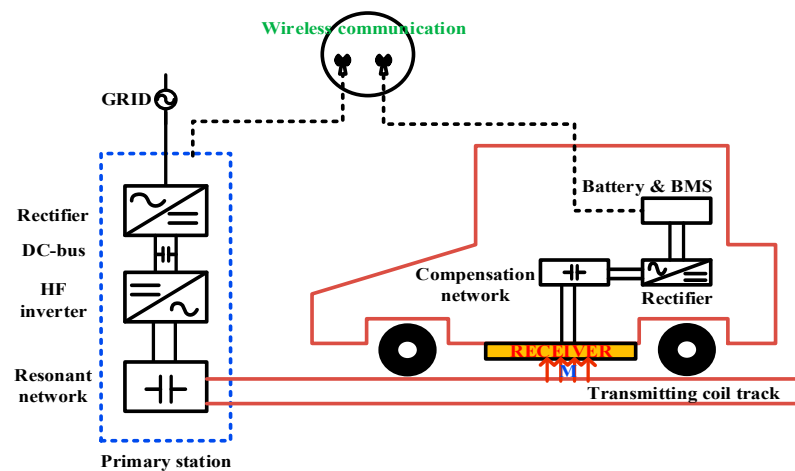 Wireless communication
GRID
Rectifier
DC-bus
HF
inverter
Resonant
network
Primary station
Battery & BMS
Compensation
network
Rectifier
RECEIVER
M
Transmitting coil track